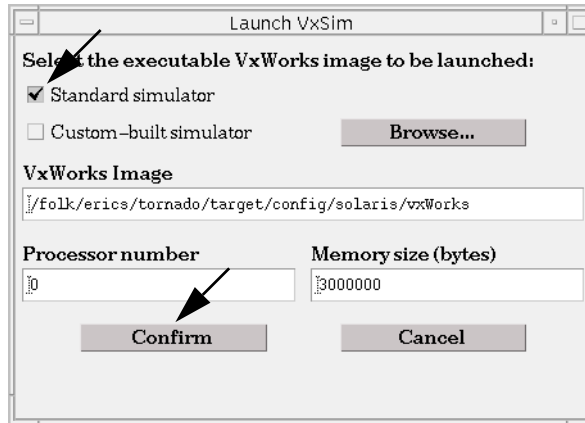 Launch VxSim
Select the executable VxWorks image to be launched:
Standard simulator
Custom-built simulator
Browse...
VxWorks Image
/folk/erics/tornado/target/config/solaris/vxWorks
Processor number
Memory size (bytes)
0
3000000
Confirm
Cancel